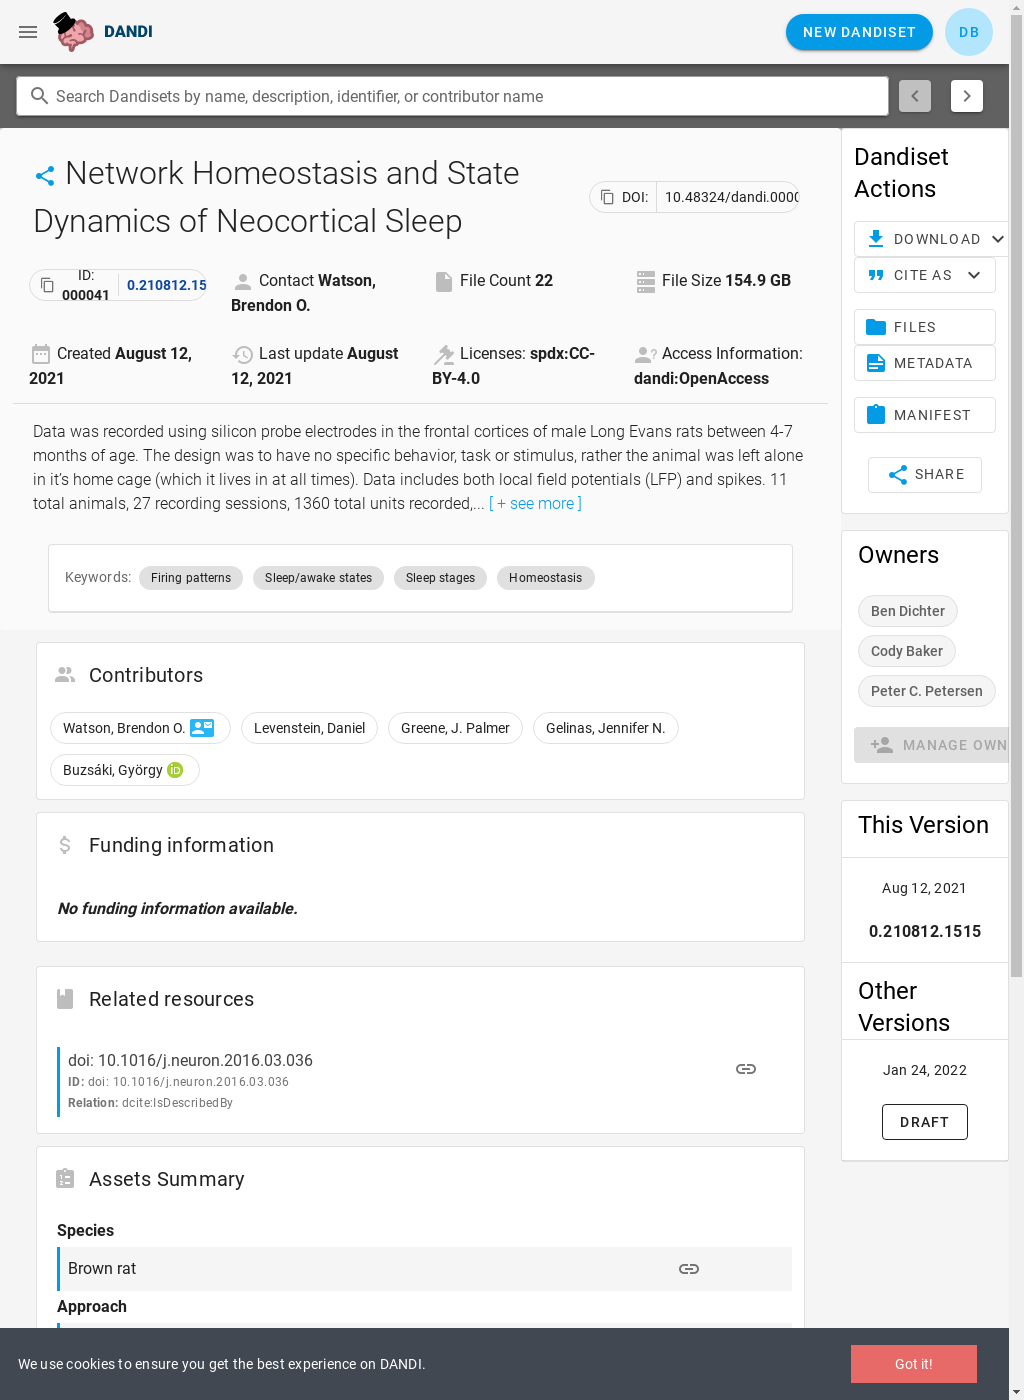 DANDI
NEW DANDISET
DB
Search Dandisets by name, description, identifier, or contributor name
Network Homeostasis and State
Dynamics of Neocortical Sleep
DOI: 10.48324/dandi.0000
ID:
000041
0.210812.15
Contact Watson,
Brendon O.
File Count 22
File Size 154.9 GB
Created August 12,
2021
Last update August
12, 2021
Licenses: spdx:CC-
BY-4.0
Access Information:
dandi:OpenAccess
Data was recorded using silicon probe electrodes in the frontal cortices of male Long Evans rats between 4-7
months of age. The design was to have no specific behavior, task or stimulus, rather the animal was left alone
in it’s home cage (which it lives in at all times). Data includes both local field potentials (LFP) and spikes. 11
total animals, 27 recording sessions, 1360 total units recorded,... [ + see more ]
Keywords: Firing patterns Sleep/awake states Sleep stages Homeostasis
Contributors
Watson, Brendon O. Levenstein, Daniel Greene, J. Palmer Gelinas, Jennifer N.
Buzsáki, György iD
Funding information
No funding information available.
Related resources
doi: 10.1016/j.neuron.2016.03.036
ID: doi: 10.1016/j.neuron.2016.03.036
Relation: dcite:IsDescribedBy
Assets Summary
Species
Brown rat
Approach
Dandiset
Actions
DOWNLOAD
CITE AS
FILES
METADATA
MANIFEST
SHARE
Owners
Ben Dichter
Cody Baker
Peter C. Petersen
MANAGE OWN
This Version
Aug 12, 2021
0.210812.1515
Other
Versions
Jan 24, 2022
DRAFT
We use cookies to ensure you get the best experience on DANDI.
Got it!